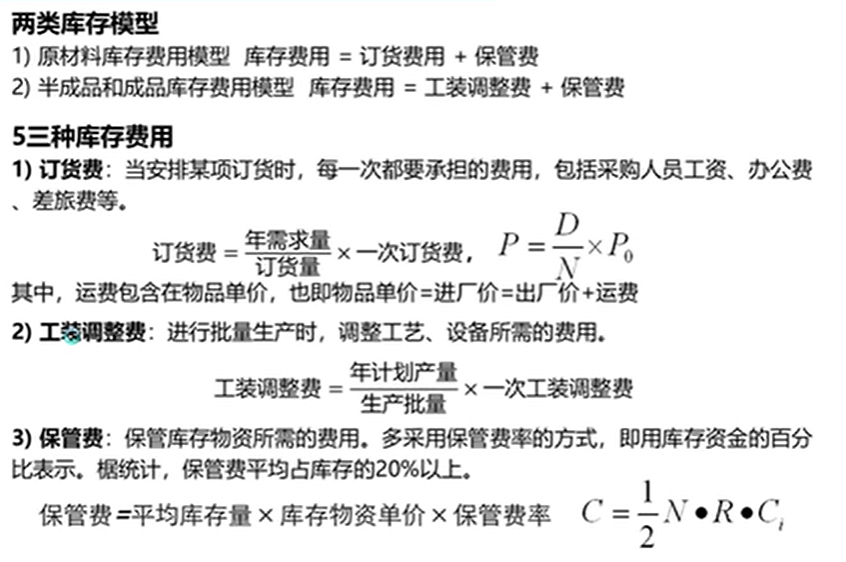 两类库存模型
1) 原材料库存费用模型 库存费用 = 订货费用 + 保管费
2) 半成品和成品库存费用模型 库存费用 = 工装调整费 + 保管费
5三种库存费用
1) 订货费：当安排某项订货时，每一次都要承担的费用，包括采购人员工资、办公费
、差旅费等。
订货费 = 年需求量/订货量 × 一次订货费， P = D/N × P₀
其中，运费包含在物品单价，也即物品单价=进厂价=出厂价+运费
2) 工装调整费：进行批量生产时，调整工艺、设备所需的费用。
工装调整费 = 年计划产量/生产批量 × 一次工装调整费
3) 保管费：保管库存物资所需的费用。多采用保管费率的方式，即用库存资金的百分
比表示。椐统计，保管费平均占库存的20%以上。
保管费=平均库存量 × 库存物资单价 × 保管费率 C = 1/2 N•R•Cᵢ